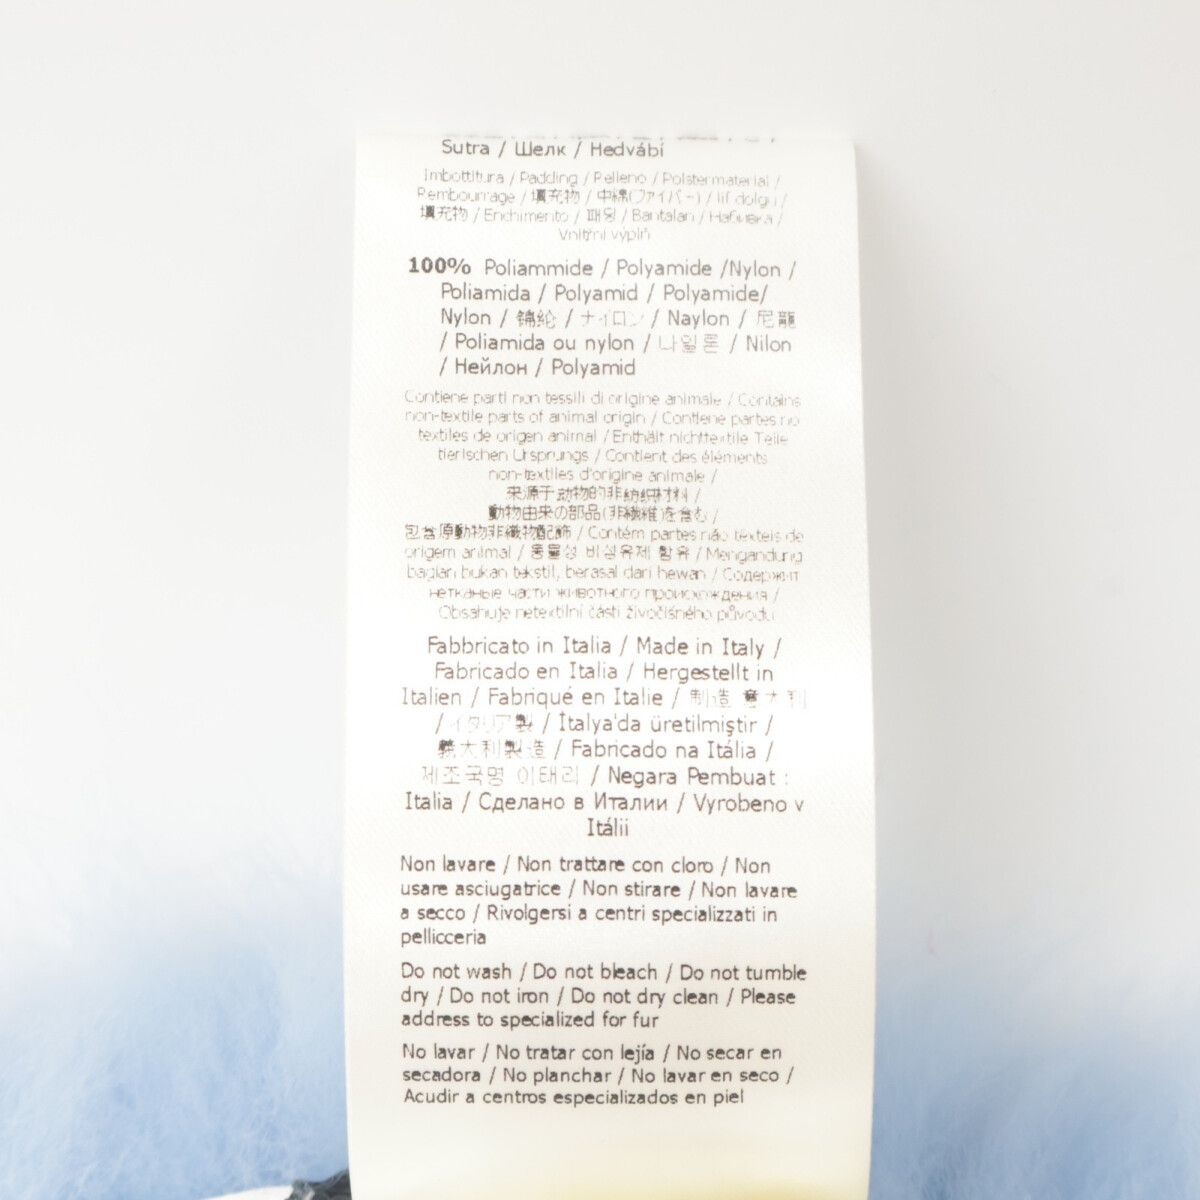 Sutra / Шелк / Hedvábí
Imbottitura / Padding / Relleno / Polstermaterial /
Rembourrage / 填充物 / 中綿(ファイバー) / lif dolgu /
填充物 / Enchimento / 패딩 / Bantalan / Набивка /
Vnitřní výplň
100% Poliammide / Polyamide /Nylon /
Poliamida / Polyamid / Polyamide/
Nylon / 锦纶 / ナイロン / Naylon / 尼龍
/ Poliamida ou nylon / 나일론 / Nilon
/ Нейлон / Polyamid
Contiene parti non tessili di origine animale / Contains
non-textile parts of animal origin / Contiene partes no
textiles de origen animal / Enthält nichttextile Teile
tierischen Ursprungs / Contient des éléments
non-textiles d'origine animale /
来源于动物的非纺织材料 /
動物由来の部品(非繊維)を含む /
包含原動物非織物配飾 / Contém partes não têxteis de
origem animal / 동물성 비섬유제 함유 / Mengandung
bagian bukan tekstil, berasal dari hewan / Содержит
нетканые части животного происхождения /
Obsahuje netextilní části živočišného původu
Fabbricato in Italia / Made in Italy /
Fabricado en Italia / Hergestellt in
Italien / Fabriqué en Italie / 制造 意大利
/ イタリア製 / İtalya'da üretilmiştir /
義大利製造 / Fabricado na Itália /
제조국명 이태리 / Negara Pembuat :
Italia / Сделано в Италии / Vyrobeno v
Itálii
Non lavare / Non trattare con cloro / Non
usare asciugatrice / Non stirare / Non lavare
a secco / Rivolgersi a centri specializzati in
pellicceria
Do not wash / Do not bleach / Do not tumble
dry / Do not iron / Do not dry clean / Please
address to specialized for fur
No lavar / No tratar con lejía / No secar en
secadora / No planchar / No lavar en seco /
Acudir a centros especializados en piel